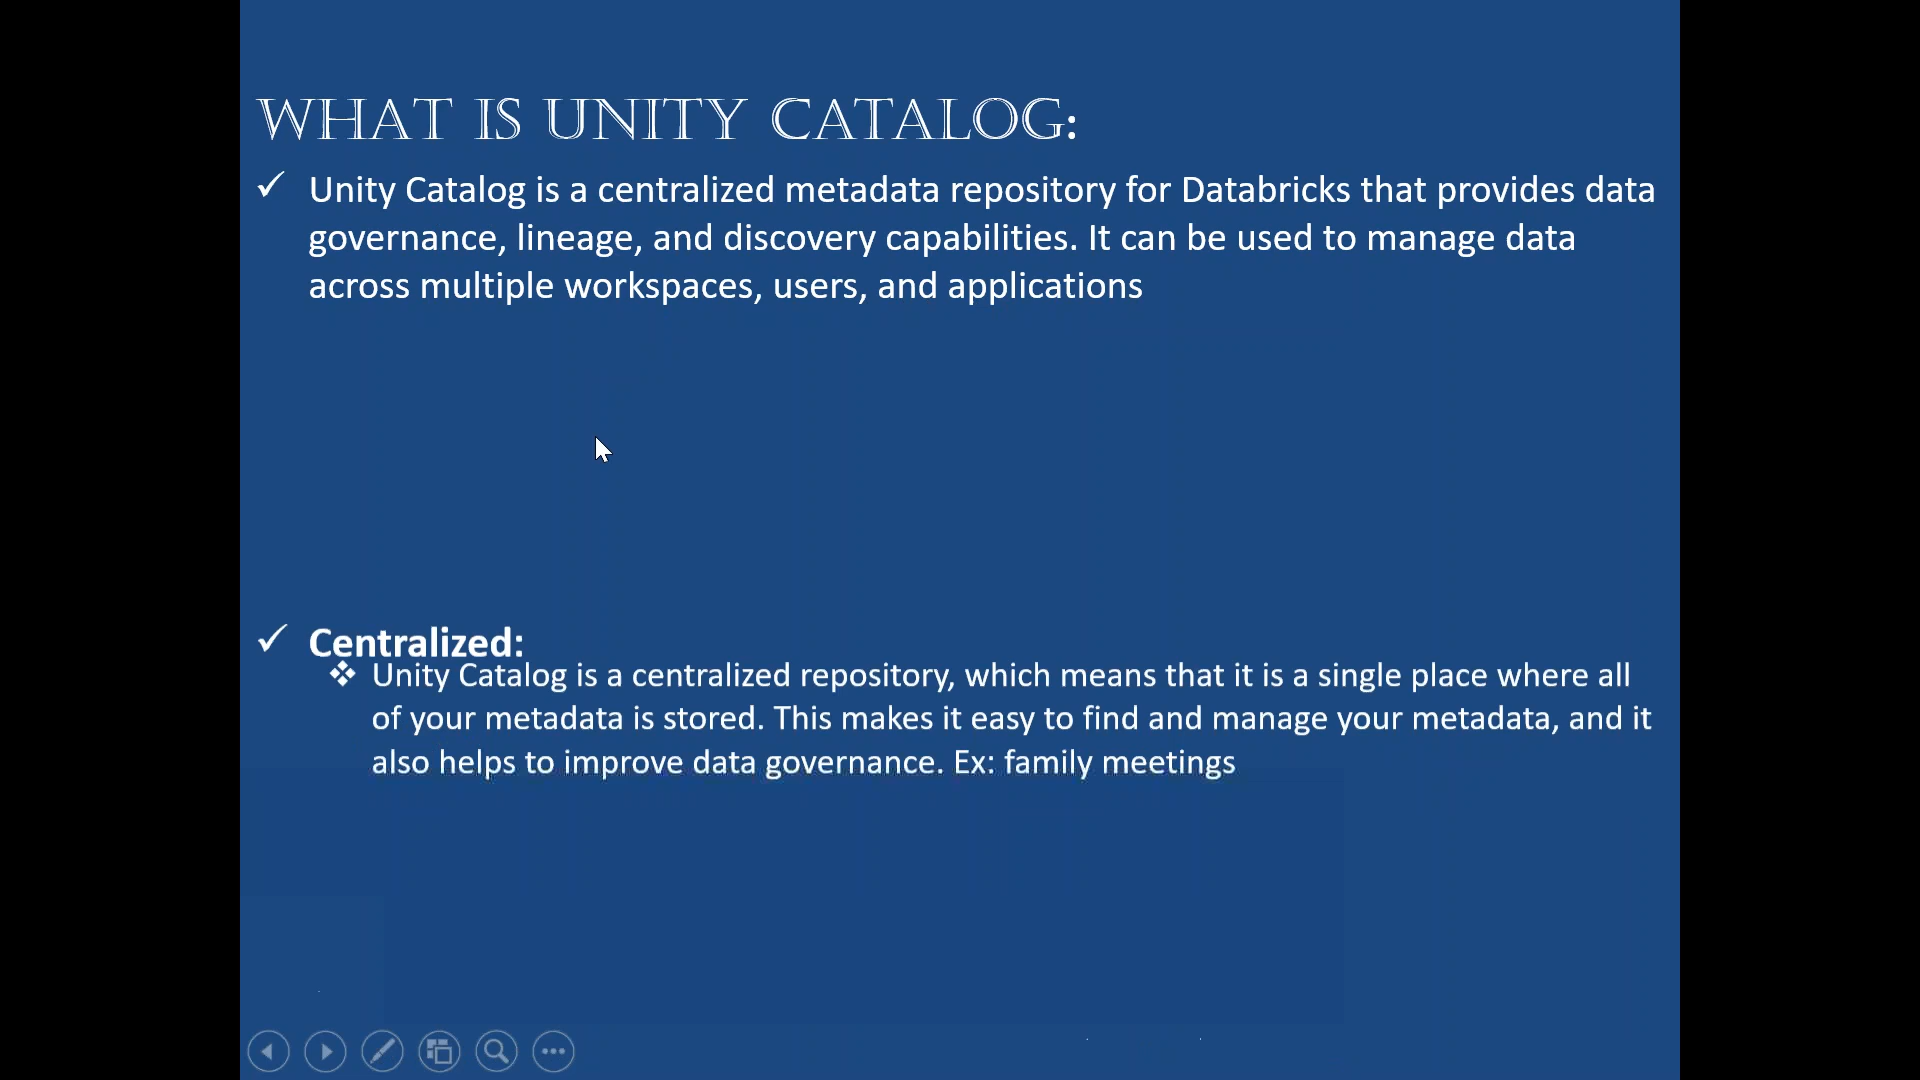 WHAT IS UNITY CATALOG:
✓ Unity Catalog is a centralized metadata repository for Databricks that provides data
governance, lineage, and discovery capabilities. It can be used to manage data
across multiple workspaces, users, and applications
✓ Centralized:
❖ Unity Catalog is a centralized repository, which means that it is a single place where all
of your metadata is stored. This makes it easy to find and manage your metadata, and it
also helps to improve data governance. Ex: family meetings